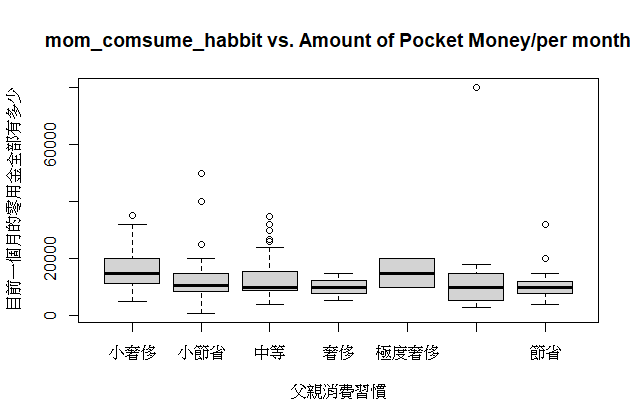 mom_comsume_habbit vs. Amount of Pocket Money/per month
目前一個月的零用金全部有多少
60000
20000
0
小奢侈 小節省 中等 奢侈 極度奢侈 節省
父親消費習慣